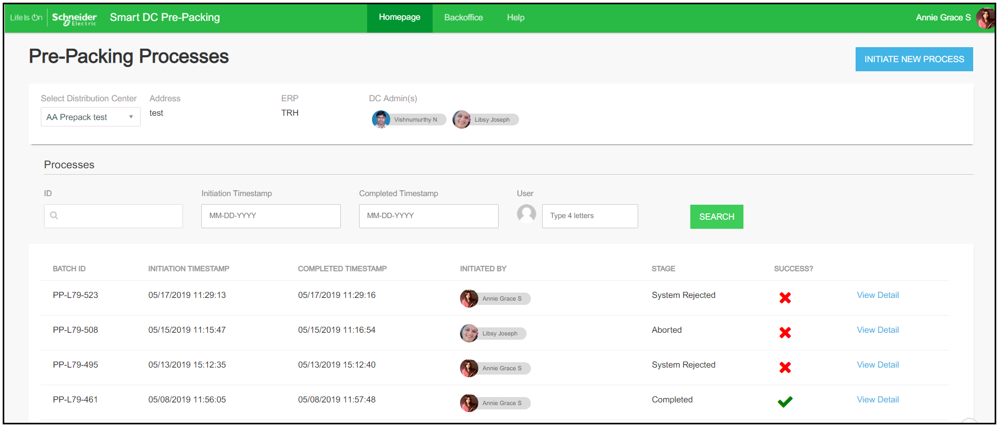 Life Is On Schneider Electric Smart DC Pre-Packing Homepage Backoffice Help Annie Grace S
Pre-Packing Processes
INITIATE NEW PROCESS
Select Distribution Center Address ERP DC Admin(s)
AA Prepack test test TRH
Vishnumurthy N Libsy Joseph
Processes
ID Initiation Timestamp Completed Timestamp User
MM-DD-YYYY MM-DD-YYYY Type 4 letters SEARCH
BATCH ID INITIATION TIMESTAMP COMPLETED TIMESTAMP INITIATED BY STAGE SUCCESS?
PP-L79-523 05/17/2019 11:29:13 05/17/2019 11:29:16 Annie Grace S System Rejected View Detail
PP-L79-508 05/15/2019 11:15:47 05/15/2019 11:16:54 Libsy Joseph Aborted View Detail
PP-L79-495 05/13/2019 15:12:35 05/13/2019 15:12:40 Annie Grace S System Rejected View Detail
PP-L79-461 05/08/2019 11:56:05 05/08/2019 11:57:48 Annie Grace S Completed View Detail